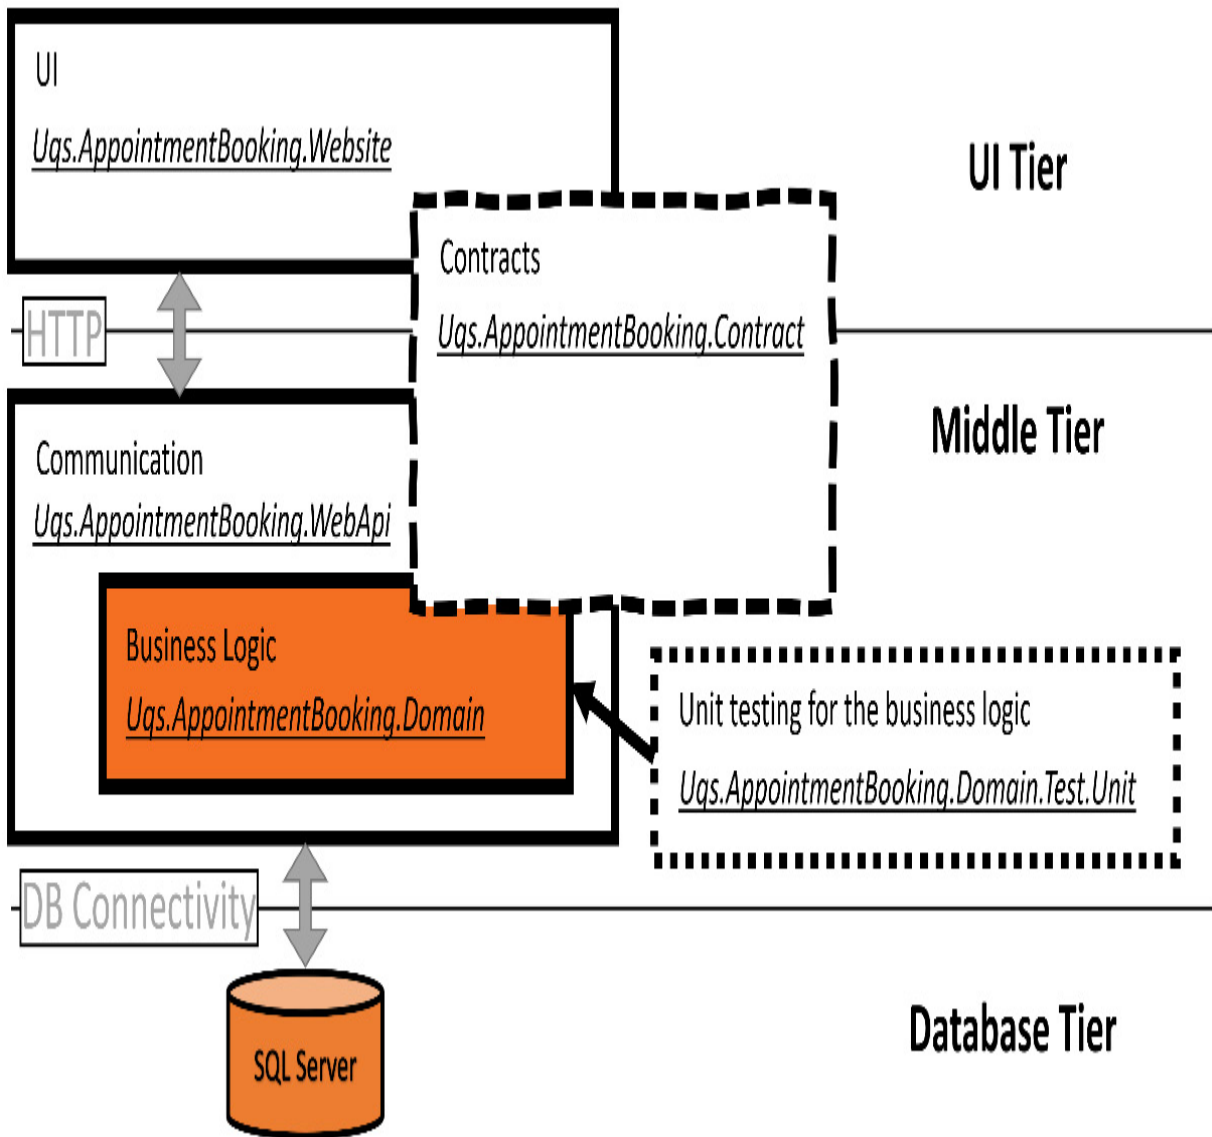 UI
Uqs.AppointmentBooking.Website
UI Tier
Contracts
Uqs.AppointmentBooking.Contract
HTTP
Middle Tier
Communication
Uqs.AppointmentBooking.WebApi
Business Logic
Uqs.AppointmentBooking.Domain
Unit testing for the business logic
Uqs.AppointmentBooking.Domain.Test.Unit
DB Connectivity
Database Tier
SQL Server